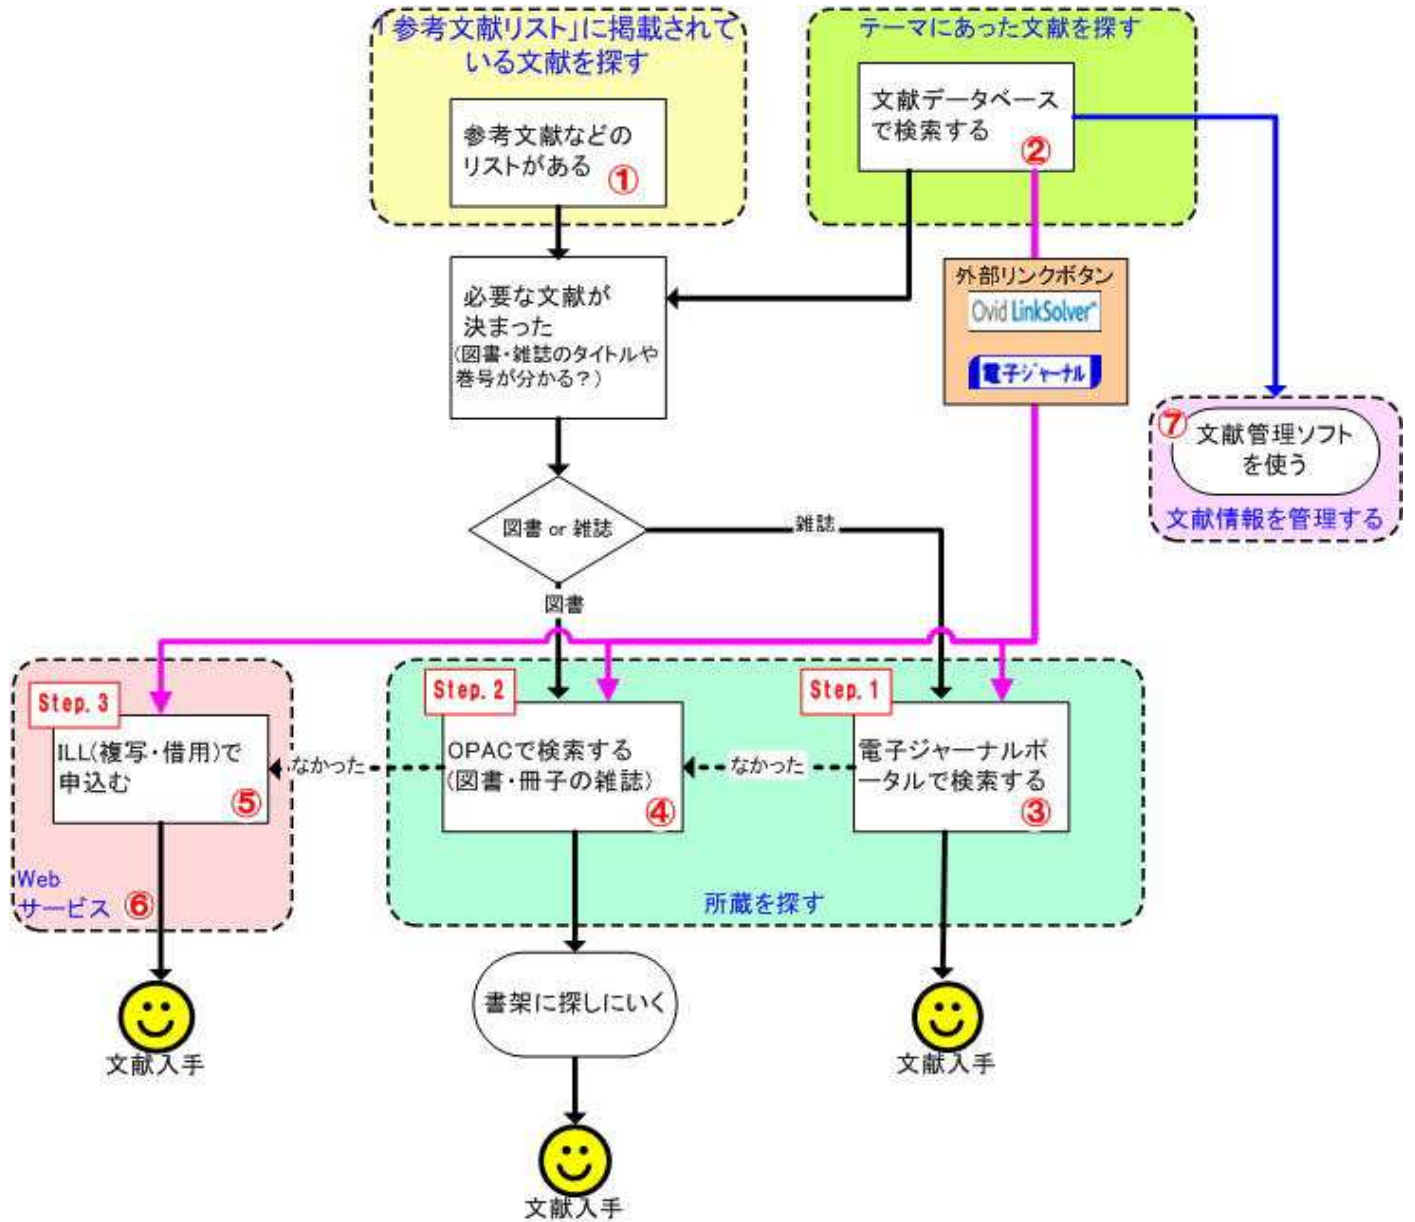 「参考文献リスト」に掲載されて
いる文献を探す
参考文献などの
リストがある
①
テーマにあった文献を探す
文献データベース
で検索する
②
必要な文献が
決まった
(図書・雑誌のタイトルや
巻号が分かる？)
外部リンクボタン
Ovid LinkSolver™
電子ジャーナル
⑦
文献管理ソフト
を使う
文献情報を管理する
図書 or 雑誌
雑誌
図書
Step. 3
ILL(複写・借用)で
申込む
⑤
Web
サービス ⑥
なかった
Step. 2
OPACで検索する
(図書・冊子の雑誌)
④
なかった
Step. 1
電子ジャーナルポ
ータルで検索する
③
所蔵を探す
文献入手
書架に探しにいく
文献入手
文献入手